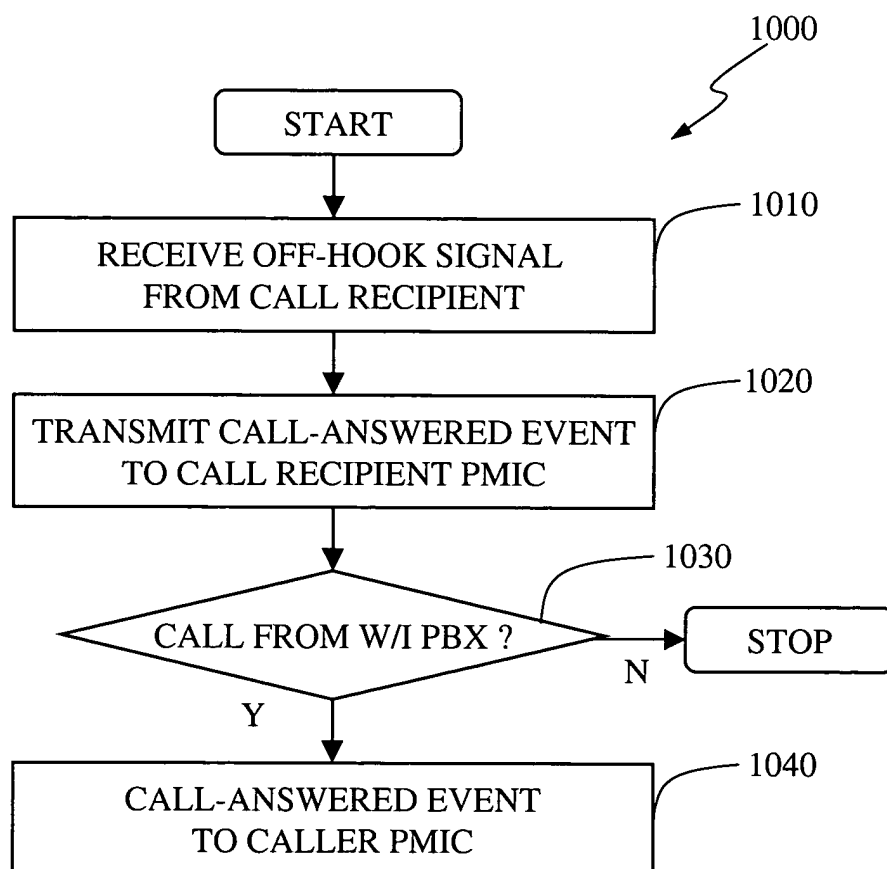 1000
START
1010
RECEIVE OFF-HOOK SIGNAL
FROM CALL RECIPIENT
1020
TRANSMIT CALL-ANSWERED EVENT
TO CALL RECIPIENT PMIC
1030
CALL FROM W/I PBX ?
STOP
N
Y
1040
CALL-ANSWERED EVENT
TO CALLER PMIC